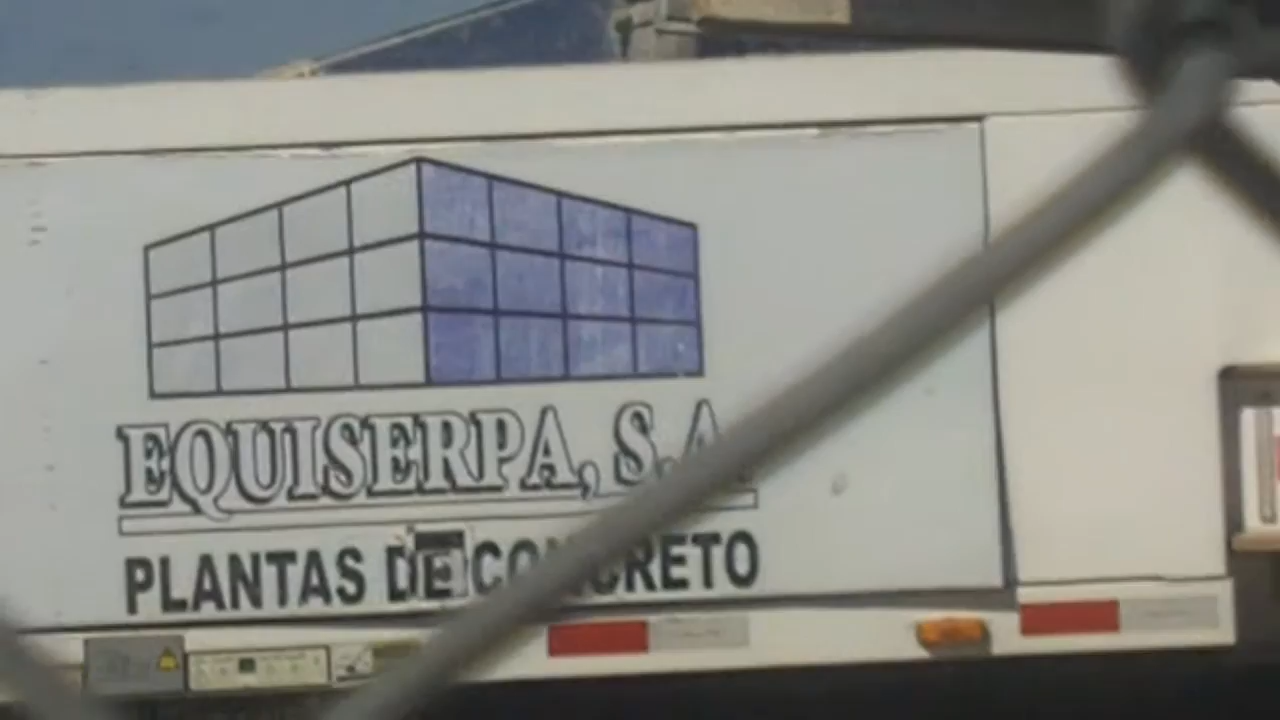 EQUISERPA, S.A.
PLANTAS DE CONCRETO